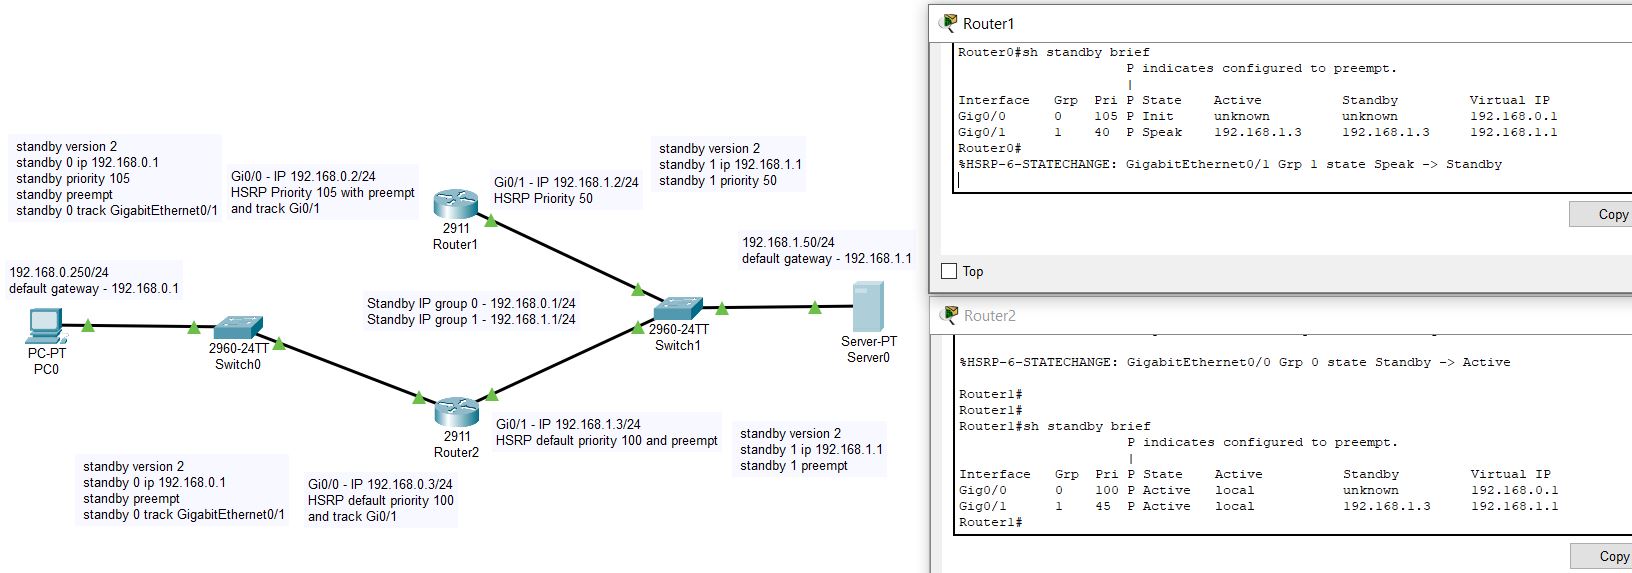 standby version 2
standby 0 ip 192.168.0.1
standby priority 105
standby preempt
standby 0 track GigabitEthernet0/1
Gi0/0 - IP 192.168.0.2/24
HSRP Priority 105 with preempt
and track Gi0/1
2911
Router1
Gi0/1 - IP 192.168.1.2/24
HSRP Priority 50
standby version 2
standby 1 ip 192.168.1.1
standby 1 priority 50
192.168.1.50/24
default gateway - 192.168.1.1
192.168.0.250/24
default gateway - 192.168.0.1
Standby IP group 0 - 192.168.0.1/24
Standby IP group 1 - 192.168.1.1/24
PC-PT
PC0
2960-24TT
Switch0
2960-24TT
Switch1
Server-PT
Server0
2911
Router2
Gi0/1 - IP 192.168.1.3/24
HSRP default priority 100 and preempt
standby version 2
standby 1 ip 192.168.1.1
standby 1 preempt
standby version 2
standby 0 ip 192.168.0.1
standby preempt
standby 0 track GigabitEthernet0/1
Gi0/0 - IP 192.168.0.3/24
HSRP default priority 100
and track Gi0/1
Router1
Router0#sh standby brief
P indicates configured to preempt.
|
Interface Grp Pri P State Active Standby Virtual IP
Gig0/0 0 105 P Init unknown unknown 192.168.0.1
Gig0/1 1 40 P Speak 192.168.1.3 192.168.1.3 192.168.1.1
Router0#
%HSRP-6-STATECHANGE: GigabitEthernet0/1 Grp 1 state Speak -> Standby
Copy
Top
Router2
%HSRP-6-STATECHANGE: GigabitEthernet0/0 Grp 0 state Standby -> Active
Router1#
Router1#
Router1#sh standby brief
P indicates configured to preempt.
|
Interface Grp Pri P State Active Standby Virtual IP
Gig0/0 0 100 P Active local unknown 192.168.0.1
Gig0/1 1 45 P Active local 192.168.1.3 192.168.1.1
Router1#
Copy